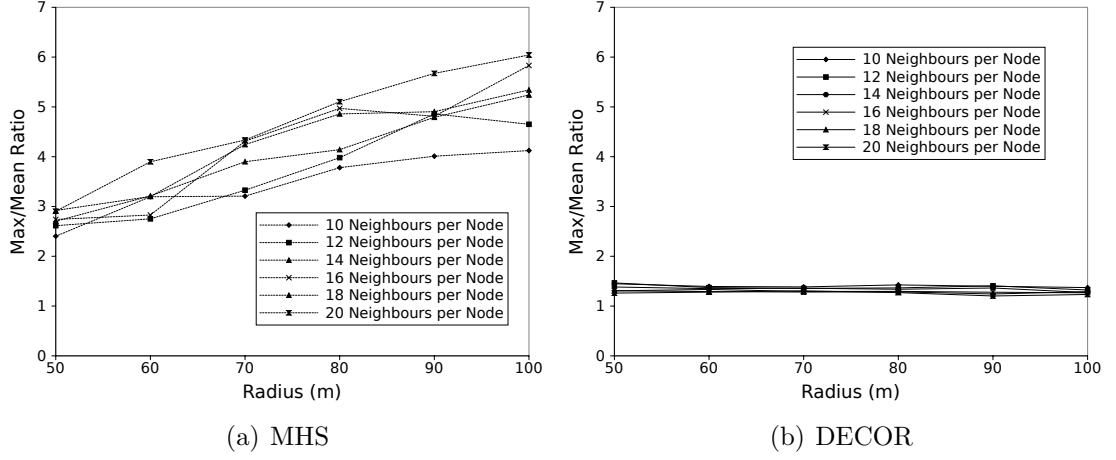 7
6
5
4
3
2
1
0
Max/Mean Ratio
50 60 70 80 90 100
Radius (m)
10 Neighbours per Node
12 Neighbours per Node
14 Neighbours per Node
16 Neighbours per Node
18 Neighbours per Node
20 Neighbours per Node
(a) MHS
7
6
5
4
3
2
1
0
Max/Mean Ratio
50 60 70 80 90 100
Radius (m)
10 Neighbours per Node
12 Neighbours per Node
14 Neighbours per Node
16 Neighbours per Node
18 Neighbours per Node
20 Neighbours per Node
(b) DECOR